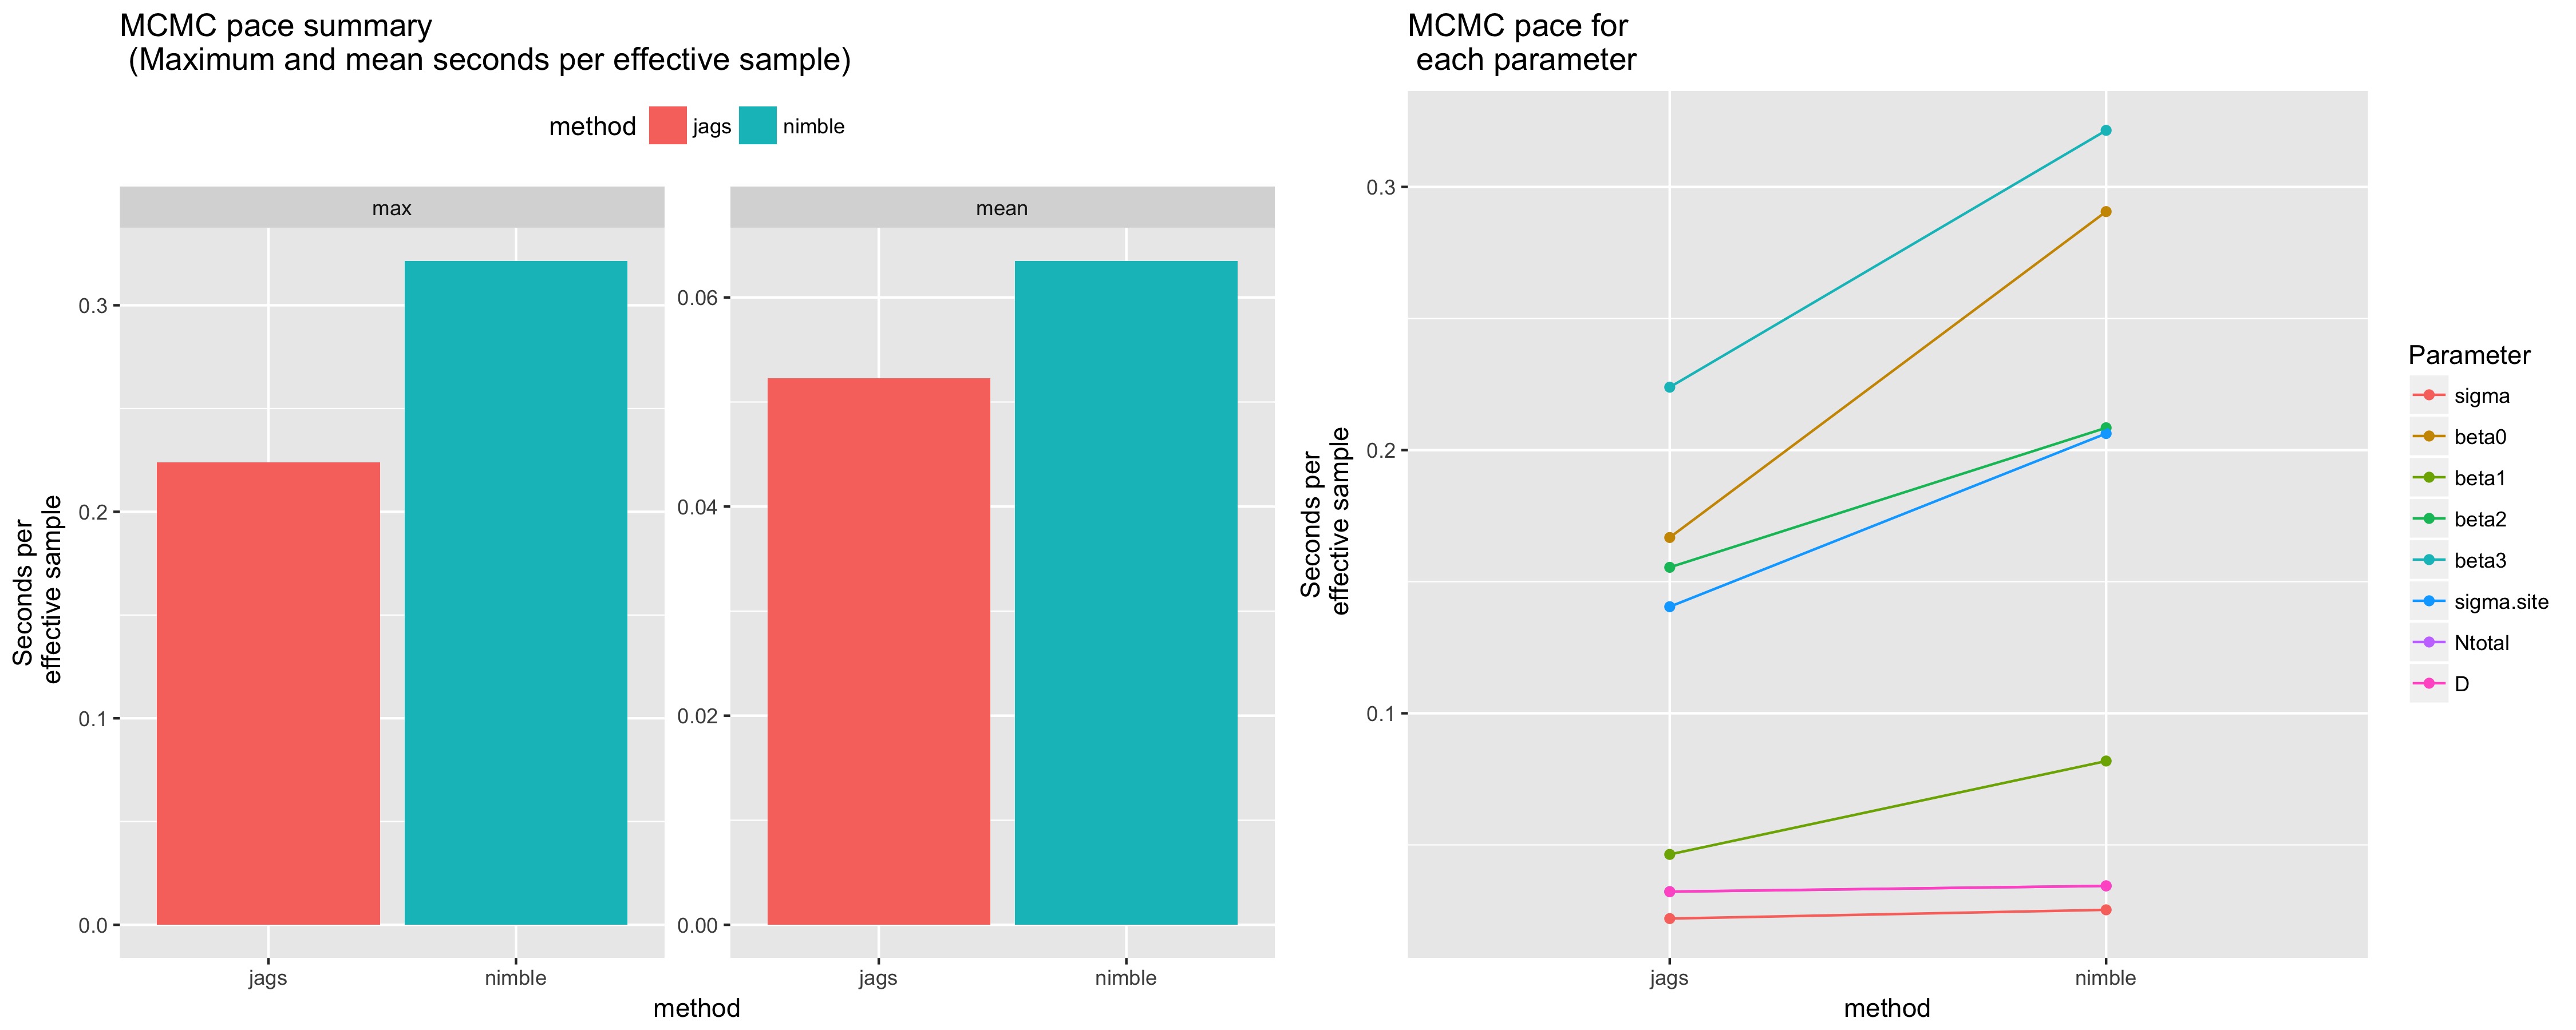 MCMC pace summary
(Maximum and mean seconds per effective sample)
method jags nimble
max
mean
Seconds per
effective sample
0.3
0.2
0.1
0.0
0.06
0.04
0.02
0.00
jags nimble
jags nimble
method
MCMC pace for
each parameter
Seconds per
effective sample
0.3
0.2
0.1
jags nimble
method
Parameter
sigma
beta0
beta1
beta2
beta3
sigma.site
Ntotal
D